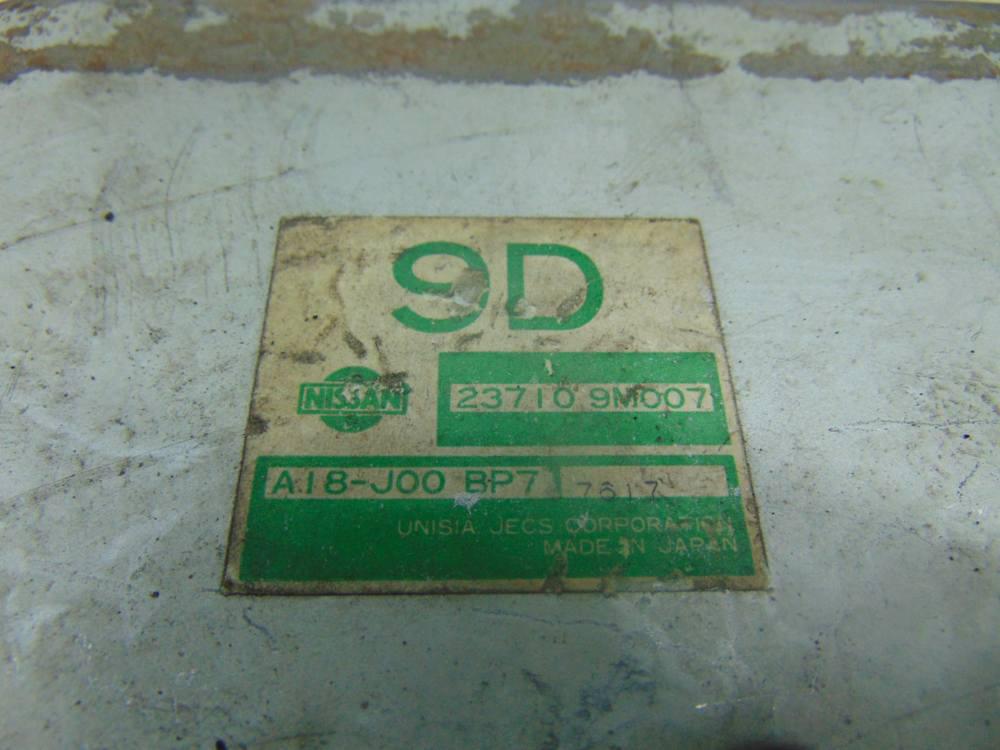 9D
NISSAN
23710 9M007
A18-J00 BP7 7617
UNISIA JECS CORPORATION
MADE IN JAPAN